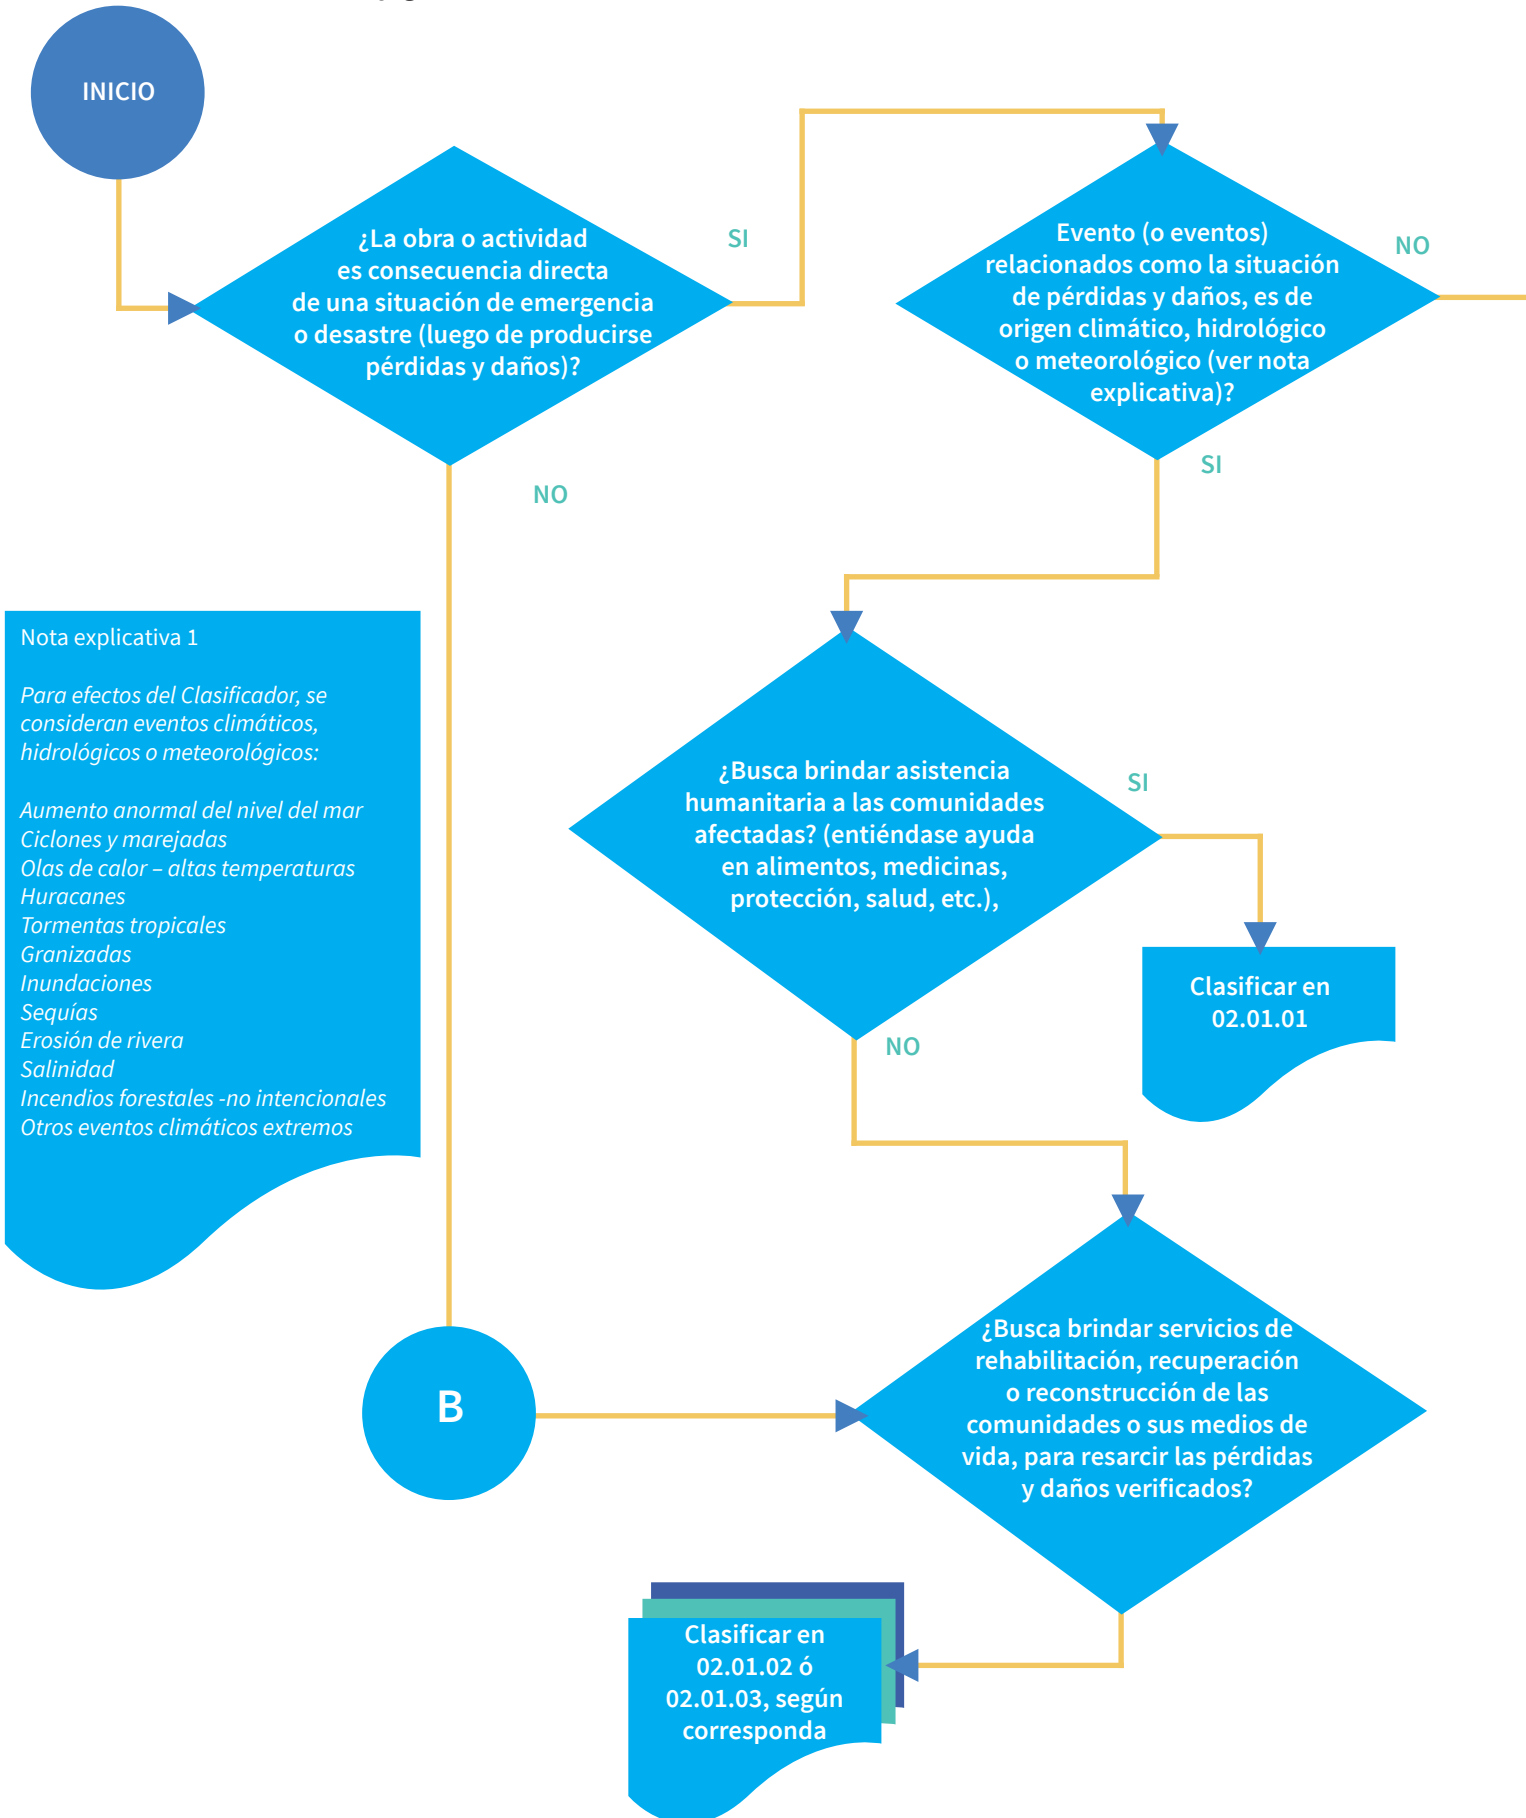 INICIO
¿La obra o actividad
es consecuencia directa
de una situación de emergencia
o desastre (luego de producirse
pérdidas y daños)?
SI
Evento (o eventos)
relacionados como la situación
de pérdidas y daños, es de
origen climático, hidrológico
o meteorológico (ver nota
explicativa)?
NO
SI
NO
Nota explicativa 1
Para efectos del Clasificador, se
consideran eventos climáticos,
hidrológicos o meteorológicos:
Aumento anormal del nivel del mar
Ciclones y marejadas
Olas de calor – altas temperaturas
Huracanes
Tormentas tropicales
Granizadas
Inundaciones
Sequías
Erosión de rivera
Salinidad
Incendios forestales -no intencionales
Otros eventos climáticos extremos
¿Busca brindar asistencia
humanitaria a las comunidades
afectadas? (entiéndase ayuda
en alimentos, medicinas,
protección, salud, etc.),
SI
Clasificar en
02.01.01
NO
B
¿Busca brindar servicios de
rehabilitación, recuperación
o reconstrucción de las
comunidades o sus medios de
vida, para resarcir las pérdidas
y daños verificados?
Clasificar en
02.01.02 ó
02.01.03, según
corresponda